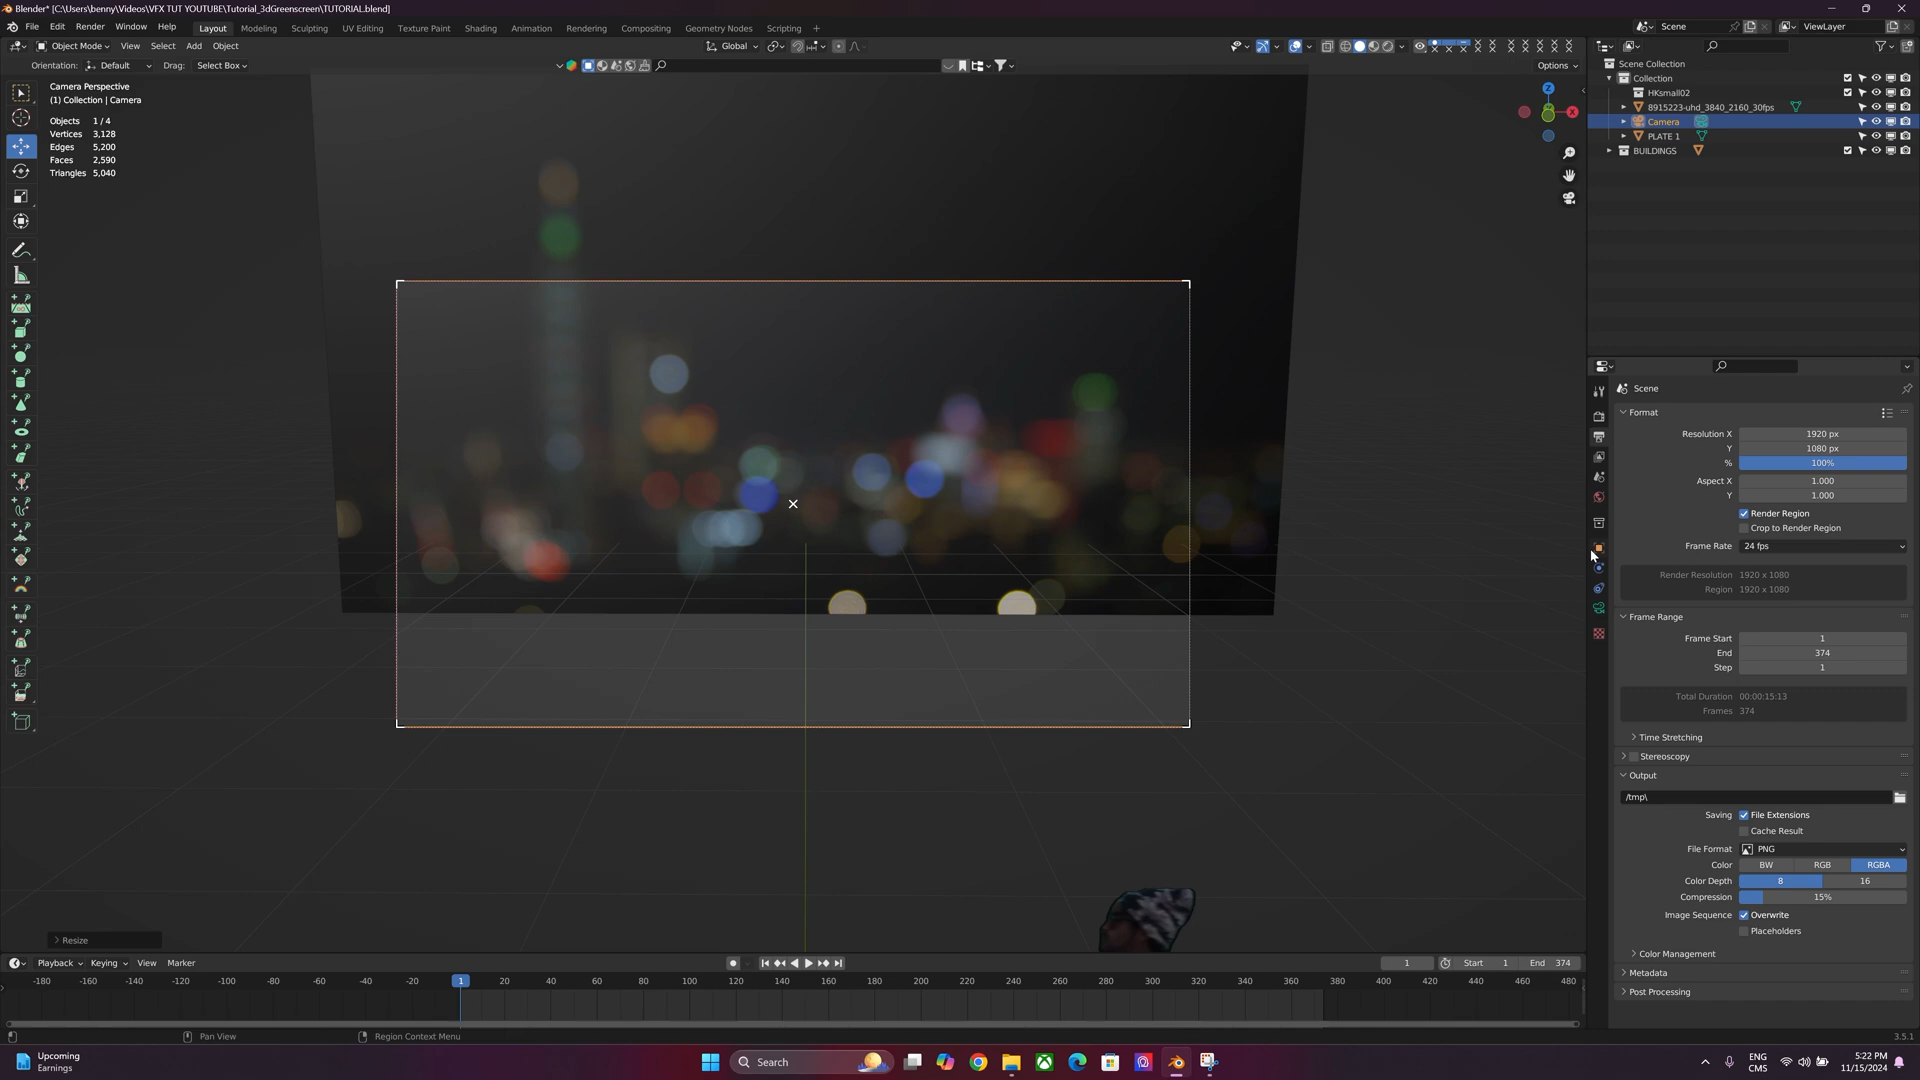 Blender* [C:\Users\benny\Videos\VFX TUT YOUTUBE\Tutorial_3dGreenscreen\TUTORIAL.blend]
File Edit Render Window Help Layout Modeling Sculpting UV Editing Texture Paint Shading Animation Rendering Compositing Geometry Nodes Scripting + Scene ViewLayer
Object Mode View Select Add Object Global
Orientation: Default Drag: Select Box Options
Camera Perspective
(1) Collection | Camera
Objects 1 / 4
Vertices 3,128
Edges 5,200
Faces 2,590
Triangles 5,040
Z
X
Scene Collection
Collection
HKsmall02
8915223-uhd_3840_2160_30fps
Camera
PLATE 1
BUILDINGS
Scene
Format
Resolution X 1920 px
Y 1080 px
% 100%
Aspect X 1.000
Y 1.000
Render Region
Crop to Render Region
Frame Rate 24 fps
Render Resolution 1920 x 1080
Region 1920 x 1080
Frame Range
Frame Start 1
End 374
Step 1
Total Duration 00:00:15:13
Frames 374
Time Stretching
Stereoscopy
Output
/tmp\
Saving File Extensions
Cache Result
File Format PNG
Color BW RGB RGBA
Color Depth 8 16
Compression 15%
Image Sequence Overwrite
Placeholders
Color Management
Metadata
Post Processing
Resize
Playback Keying View Marker 1 Start 1 End 374
-180 -160 -140 -120 -100 -80 -60 -40 -20 1 20 40 60 80 100 120 140 160 180 200 220 240 260 280 300 320 340 360 380 400 420 440 460 480
Pan View Region Context Menu 3.5.1
Upcoming
Earnings
Search
ENG
CMS
5:22 PM
11/15/2024